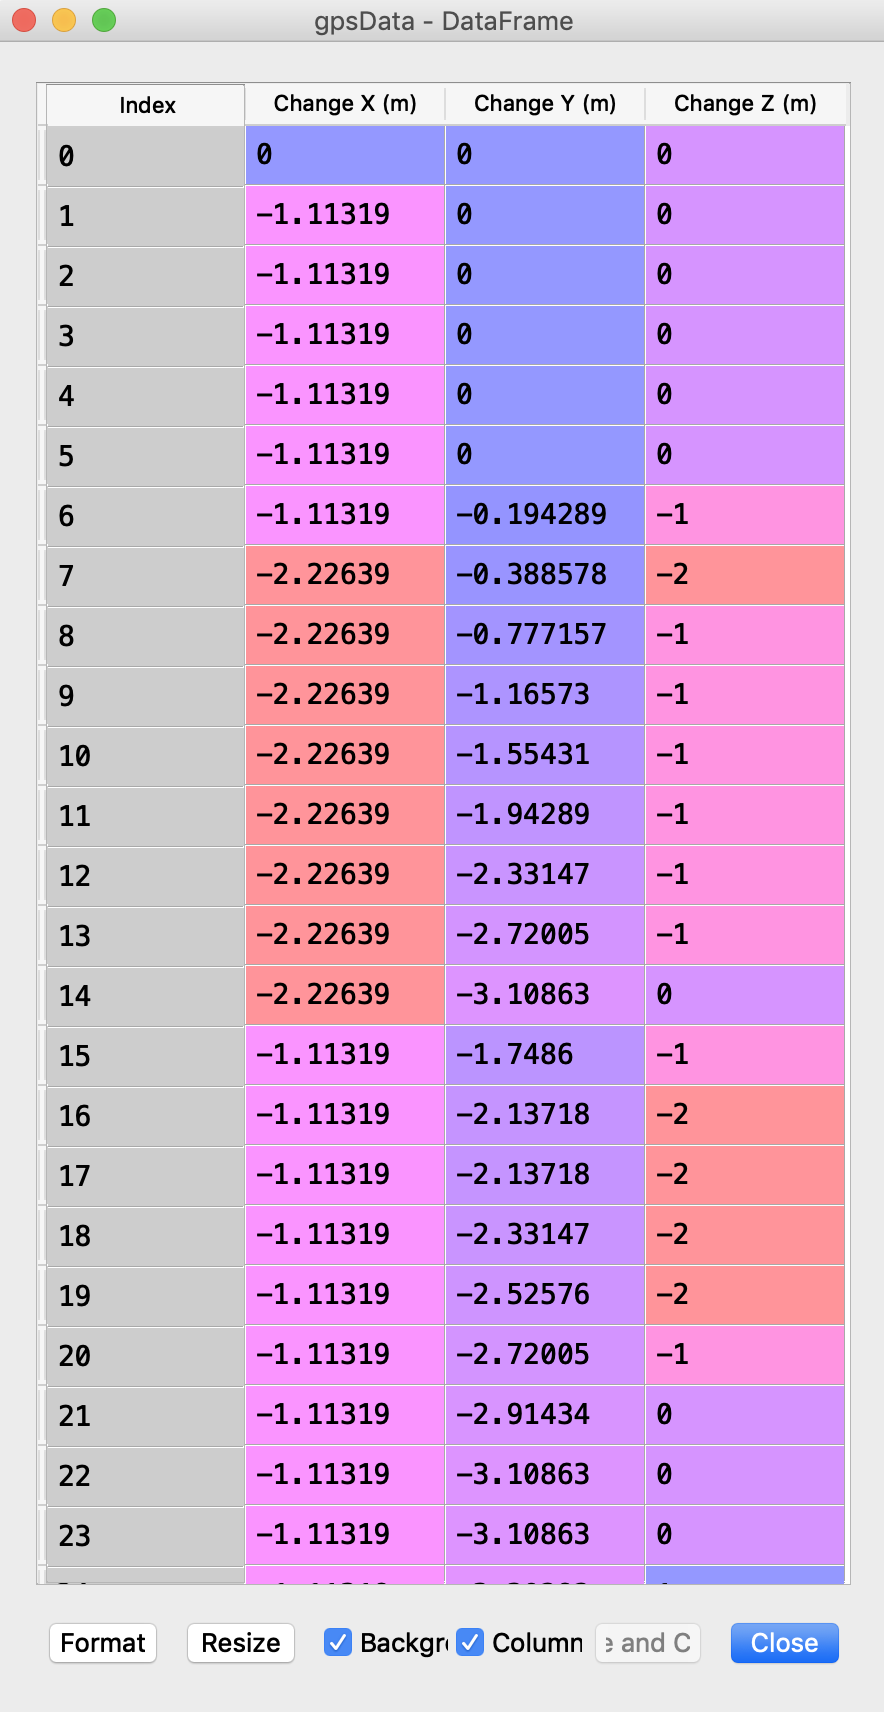 gpsData - DataFrame
Index Change X (m) Change Y (m) Change Z (m)
0 0 0 0
1 -1.11319 0 0
2 -1.11319 0 0
3 -1.11319 0 0
4 -1.11319 0 0
5 -1.11319 0 0
6 -1.11319 -0.194289 -1
7 -2.22639 -0.388578 -2
8 -2.22639 -0.777157 -1
9 -2.22639 -1.16573 -1
10 -2.22639 -1.55431 -1
11 -2.22639 -1.94289 -1
12 -2.22639 -2.33147 -1
13 -2.22639 -2.72005 -1
14 -2.22639 -3.10863 0
15 -1.11319 -1.7486 -1
16 -1.11319 -2.13718 -2
17 -1.11319 -2.13718 -2
18 -1.11319 -2.33147 -2
19 -1.11319 -2.52576 -2
20 -1.11319 -2.72005 -1
21 -1.11319 -2.91434 0
22 -1.11319 -3.10863 0
23 -1.11319 -3.10863 0
Format Resize Backgr Column e and C Close